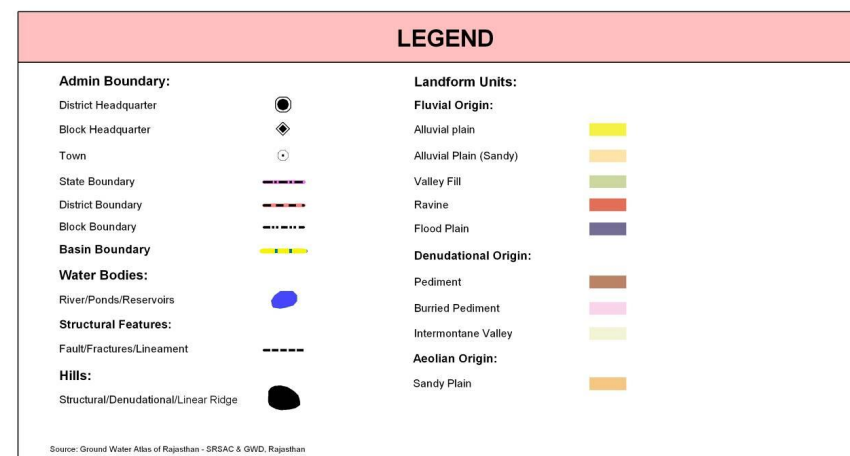 LEGEND
Admin Boundary:
District Headquarter
Block Headquarter
Town
State Boundary
District Boundary
Block Boundary
Basin Boundary
Water Bodies:
River/Ponds/Reservoirs
Structural Features:
Fault/Fractures/Lineament
Hills:
Structural/Denudational/Linear Ridge
Landform Units:
Fluvial Origin:
Alluvial plain
Alluvial Plain (Sandy)
Valley Fill
Ravine
Flood Plain
Denudational Origin:
Pediment
Burried Pediment
Intermontane Valley
Aeolian Origin:
Sandy Plain
Source: Ground Water Atlas of Rajasthan - SRSAC & GWD, Rajasthan